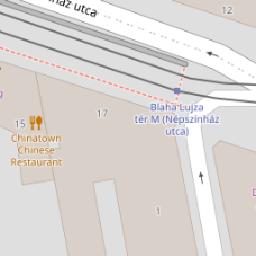 ház utca
12
Blaha Lujza
tér M (Népszínház
utca)
17
15
Chinatown
Chinese
Restaurant
1